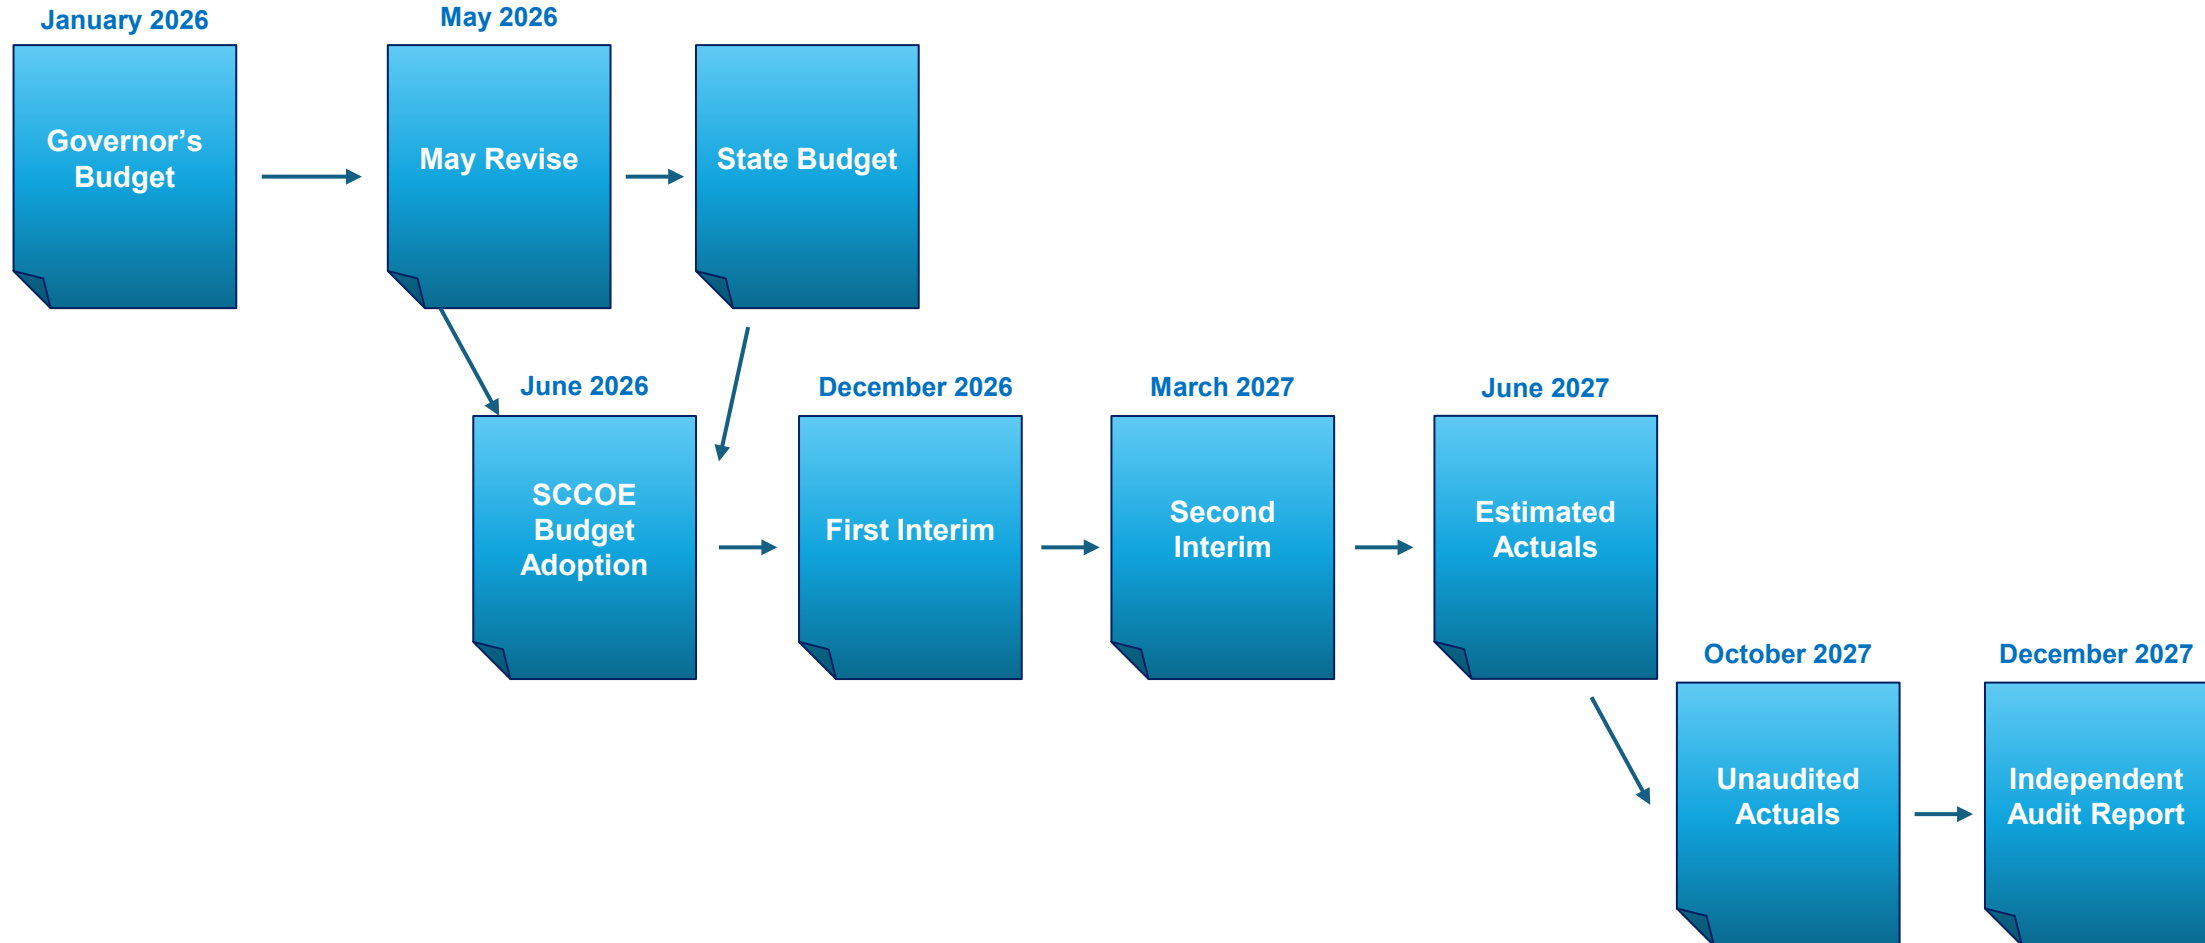 January 2026
Governor’s
Budget
May 2026
May Revise
State Budget
June 2026
SCCOE
Budget
Adoption
December 2026
First Interim
March 2027
Second
Interim
June 2027
Estimated
Actuals
October 2027
Unaudited
Actuals
December 2027
Independent
Audit Report